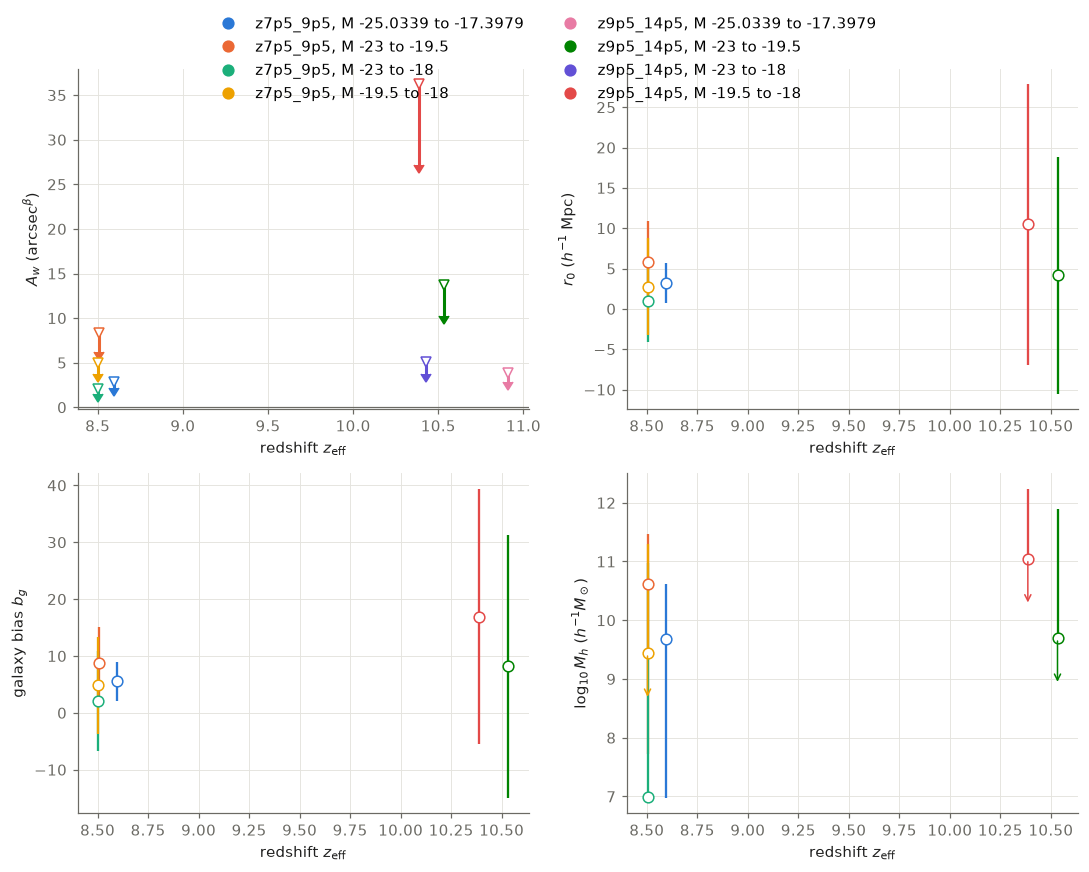 z7p5_9p5, M -25.0339 to -17.3979
z7p5_9p5, M -23 to -19.5
z7p5_9p5, M -23 to -18
z7p5_9p5, M -19.5 to -18
z9p5_14p5, M -25.0339 to -17.3979
z9p5_14p5, M -23 to -19.5
z9p5_14p5, M -23 to -18
z9p5_14p5, M -19.5 to -18
A_w (arcsec^β)
35
30
25
20
15
10
5
0
8.5 9.0 9.5 10.0 10.5 11.0
redshift z_eff
r_0 (h^−1 Mpc)
25
20
15
10
5
0
−5
−10
8.50 8.75 9.00 9.25 9.50 9.75 10.00 10.25 10.50
redshift z_eff
galaxy bias b_g
40
30
20
10
0
−10
8.50 8.75 9.00 9.25 9.50 9.75 10.00 10.25 10.50
redshift z_eff
log_10 M_h (h^−1 M_⊙)
12
11
10
9
8
7
8.50 8.75 9.00 9.25 9.50 9.75 10.00 10.25 10.50
redshift z_eff